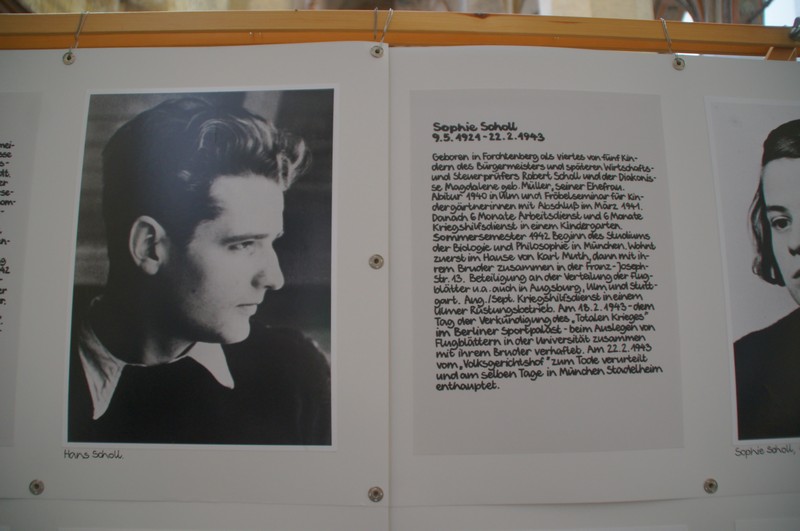 Hans Scholl.
Sophie Scholl
9.5.1921-22.2.1943
Geboren in Forchtenberg als viertes von fünf Kin-
dern des Bürgermeisters und späteren Wirtschafts-
und Steuerprüfers Robert Scholl und der Diakonis-
se Magdalene geb. Müller, seiner Ehefrau.
Abitur 1940 in Ulm und Fröbelseminar für Kin-
dergärtnerinnen mit Abschluß im März 1941.
Danach 6 Monate Arbeitsdienst und 6 Monate
Kriegshilfsdienst in einem Kindergarten.
Sommersemester 1942 Beginn des Studiums
der Biologie und Philosophie in München. Wohnt
zuerst im Hause von Karl Muth, dann mit ih-
rem Bruder zusammen in der Franz-Joseph-
Str. 13. Beteiligung an der Verteilung der Flug-
blätter u.a. auch in Augsburg, Ulm und Stutt-
gart. Aug./Sept. Kriegshilfsdienst in einem
Ulmer Rüstungsbetrieb. Am 18.2.1943 - dem
Tag der Verkündigung des „Totalen Krieges"
im Berliner Sportpalast - beim Auslegen von
Flugblättern in der Universität zusammen
mit ihrem Bruder verhaftet. Am 22.2.1943
vom „Volksgerichtshof" zum Tode verurteilt
und am selben Tage in München Stadelheim
enthauptet.
Sophie Scholl,